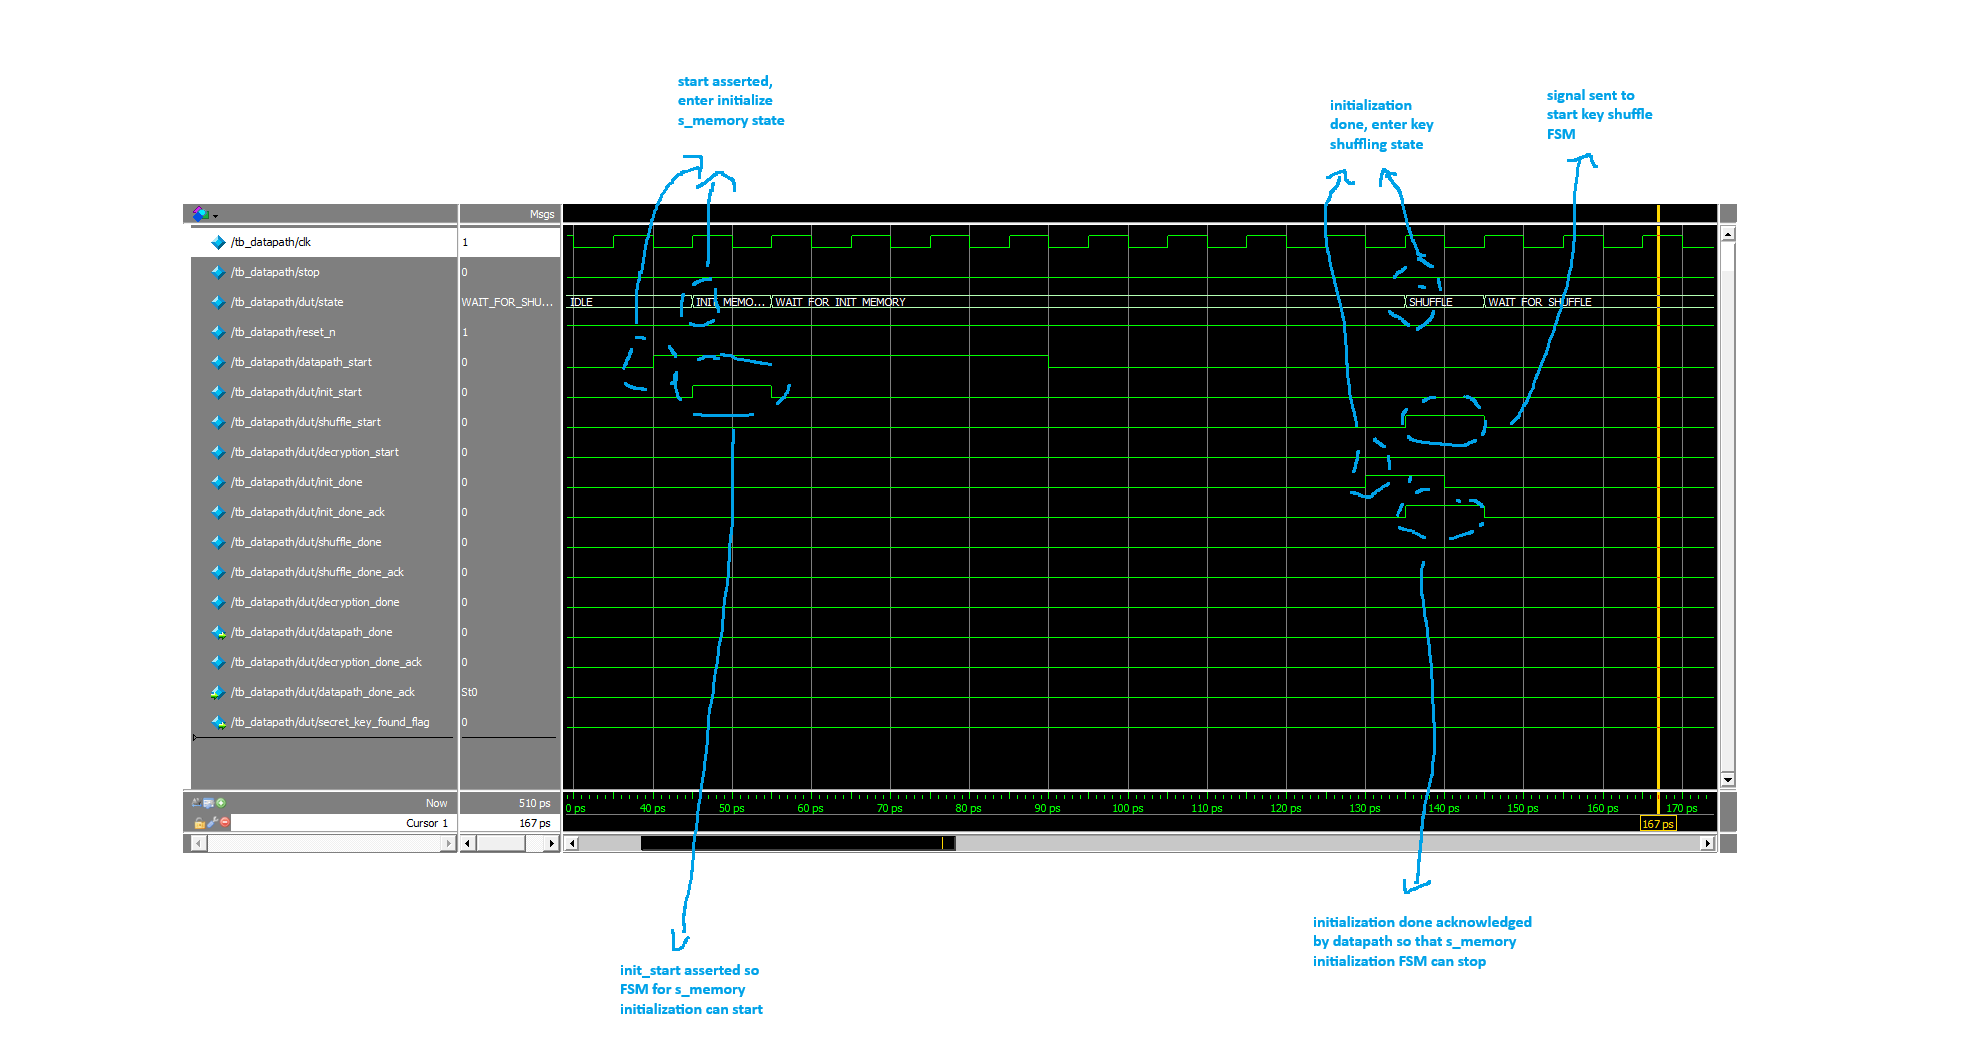 start asserted,
enter initialize
s_memory state
initialization
done, enter key
shuffling state
signal sent to
start key shuffle
FSM
Msgs
/tb_datapath/clk 1
/tb_datapath/stop 0
/tb_datapath/dut/state WAIT_FOR_SHU... IDLE INIT_MEMO... WAIT_FOR_INIT_MEMORY SHUFFLE WAIT_FOR_SHUFFLE
/tb_datapath/reset_n 1
/tb_datapath/datapath_start 0
/tb_datapath/dut/init_start 0
/tb_datapath/dut/shuffle_start 0
/tb_datapath/dut/decryption_start 0
/tb_datapath/dut/init_done 0
/tb_datapath/dut/init_done_ack 0
/tb_datapath/dut/shuffle_done 0
/tb_datapath/dut/shuffle_done_ack 0
/tb_datapath/dut/decryption_done 0
/tb_datapath/dut/datapath_done 0
/tb_datapath/dut/decryption_done_ack 0
/tb_datapath/dut/datapath_done_ack St0
/tb_datapath/dut/secret_key_found_flag 0
Now 510 ps 0 ps 40 ps 50 ps 60 ps 70 ps 80 ps 90 ps 100 ps 110 ps 120 ps 130 ps 140 ps 150 ps 160 ps 170 ps
Cursor 1 167 ps 167 ps
initialization done acknowledged
by datapath so that s_memory
initialization FSM can stop
init_start asserted so
FSM for s_memory
initialization can start